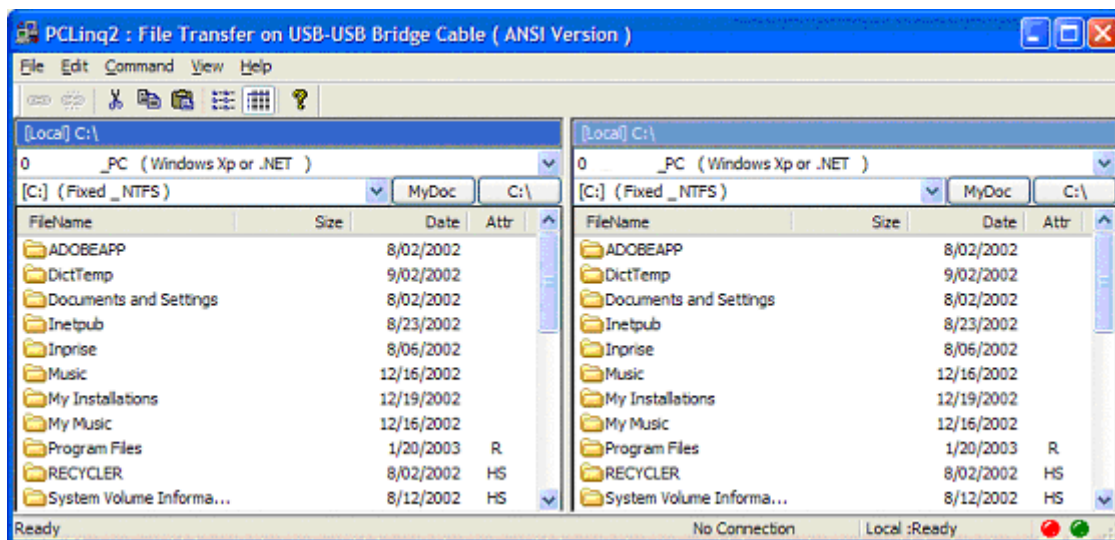 PCLinq2 : File Transfer on USB-USB Bridge Cable ( ANSI Version )
File Edit Command View Help
[Local] C:\ [Local] C:\
0 _PC ( Windows Xp or .NET ) 0 _PC ( Windows Xp or .NET )
[C:] ( Fixed _ NTFS ) MyDoc C:\ [C:] ( Fixed _ NTFS ) MyDoc C:\
FileName Size Date Attr FileName Size Date Attr
ADOBEAPP 8/02/2002 ADOBEAPP 8/02/2002
DictTemp 9/02/2002 DictTemp 9/02/2002
Documents and Settings 8/02/2002 Documents and Settings 8/02/2002
Inetpub 8/23/2002 Inetpub 8/23/2002
Inprise 8/06/2002 Inprise 8/06/2002
Music 12/16/2002 Music 12/16/2002
My Installations 12/19/2002 My Installations 12/19/2002
My Music 12/16/2002 My Music 12/16/2002
Program Files 1/20/2003 R Program Files 1/20/2003 R
RECYCLER 8/02/2002 HS RECYCLER 8/02/2002 HS
System Volume Informa... 8/12/2002 HS System Volume Informa... 8/12/2002 HS
Ready No Connection Local :Ready